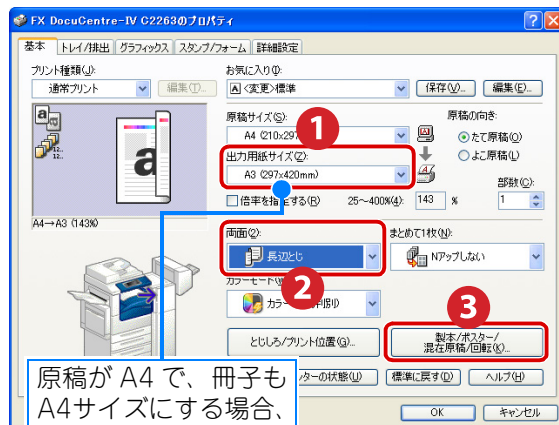 FX DocuCentre-IV C2263のプロパティ
基本 トレイ/排出 グラフィックス スタンプ/フォーム 詳細設定
プリント種類(J):
通常プリント 編集(T)...
お気に入り(I):
A <変更>標準 保存(V)... 編集(E)...
原稿サイズ(S):
A4 (210x297
1
出力用紙サイズ(Z):
A3 (297x420mm)
原稿の向き:
たて原稿(O)
よこ原稿(L)
倍率を指定する(R) 25~400%(4): 143 %
部数(C):
1
A4→A3 (143%)
両面(2):
長辺とじ
2
まとめて1枚(N):
Nアップしない
カラーモード
カラー
3
とじしろ/プリント位置(G)...
製本/ポスター/
混在原稿/回転(K)...
ターの状態(U) 標準に戻す(D) ヘルプ(H)
原稿が A4 で、冊子も
A4サイズにする場合、
OK キャンセル